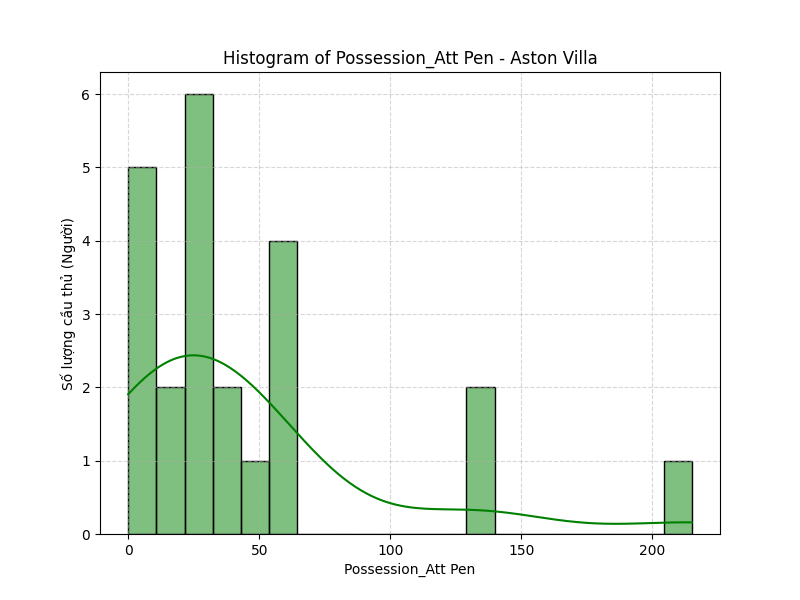 Histogram of Possession_Att Pen - Aston Villa
6
5
4
3
2
1
0
Số lượng cầu thủ (Người)
0 50 100 150 200
Possession_Att Pen